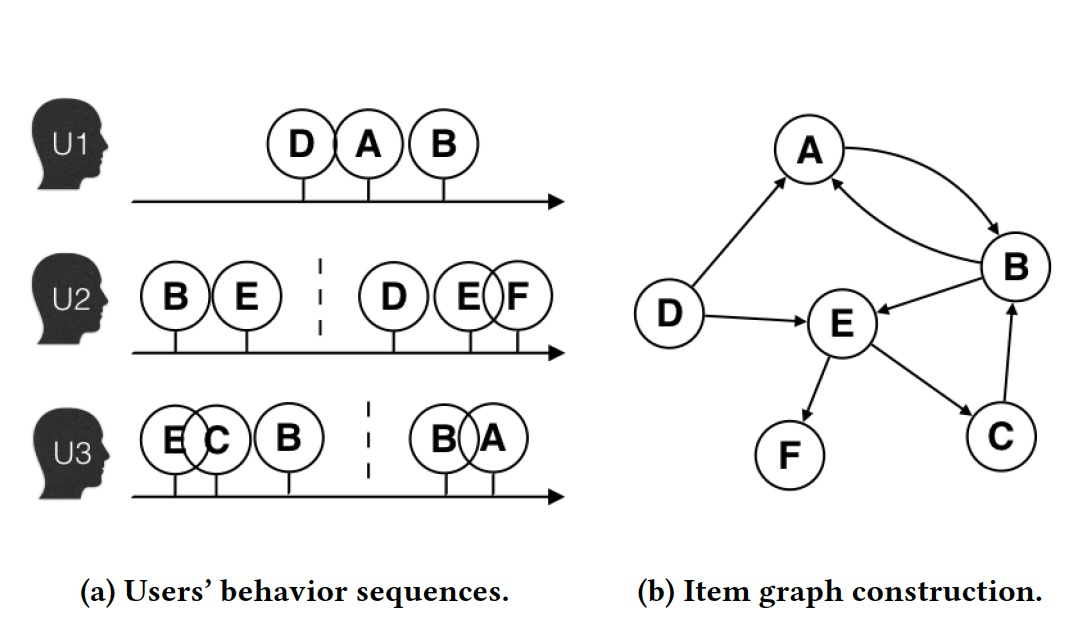 U1 D A B
U2 B E D E F
U3 E C B B A
(a) Users’ behavior sequences.
A
B
D
E
C
F
(b) Item graph construction.